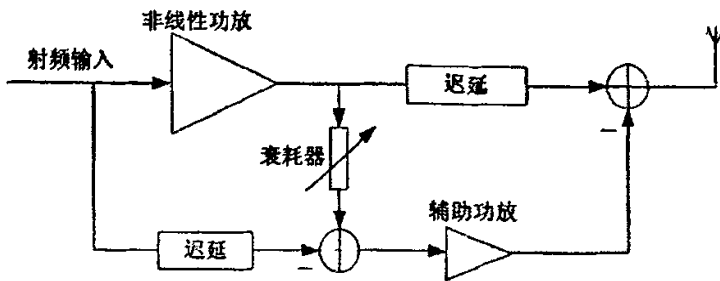 非线性功放
射频输入
迟延
衰耗器
辅助功放
迟延